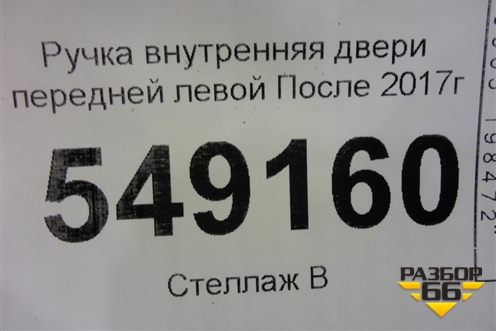 Ручка внутренняя двери
передней левой После 2017г
549160
Стеллаж В
РАЗБОР
66